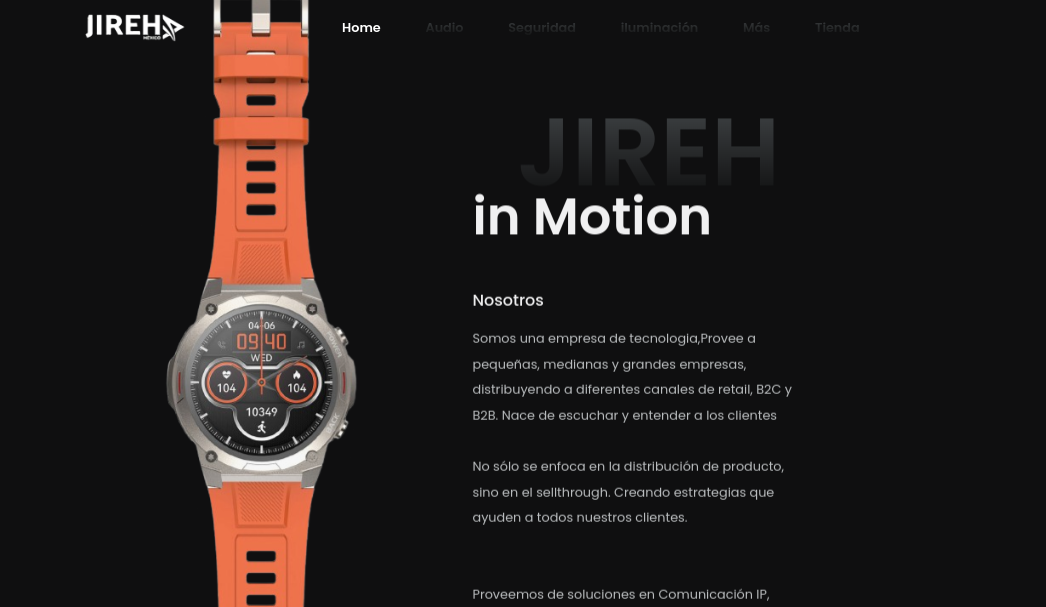 JIREH
MÉXICO
Home Audio Seguridad Iluminación Más Tienda
JIREH
in Motion
Nosotros
Somos una empresa de tecnologia,Provee a
pequeñas, medianas y grandes empresas,
distribuyendo a diferentes canales de retail, B2C y
B2B. Nace de escuchar y entender a los clientes
No sólo se enfoca en la distribución de producto,
sino en el sellthrough. Creando estrategias que
ayuden a todos nuestros clientes.
Proveemos de soluciones en Comunicación IP,
04-06
09:40
WED
104 104
10349